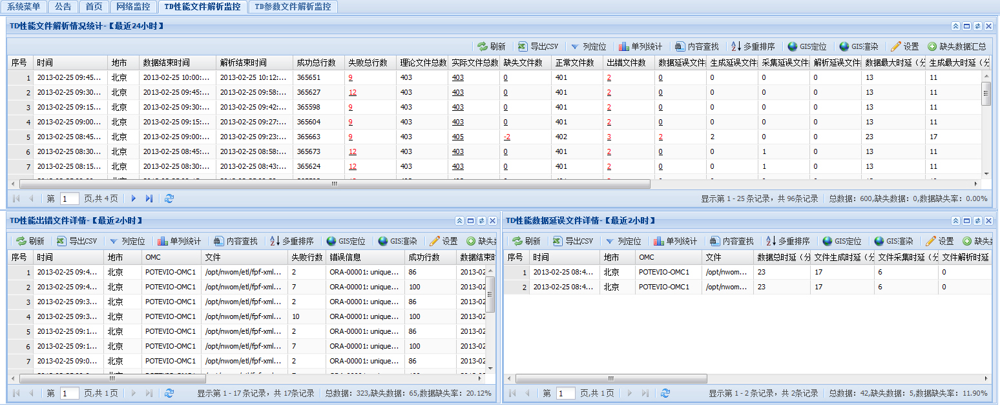 系统菜单 公告 首页 网络监控 TD性能文件解析监控 TD参数文件解析监控
TD性能文件解析情况统计-【最近24小时】
刷新 导出CSV 列定位 单列统计 内容查找 多重排序 GIS定位 GIS渲染 设置 缺失数据汇总
序号 时间 地市 数据结束时间 解析结束时间 成功总行数 失败总行数 理论文件总数 实际文件总数 缺失文件数 正常文件数 出错文件数 数据延误文件 生成延误文件 采集延误文件 解析延误文件 数据最大时延（分 生成最大时延（分
1 2013-02-25 09:45... 北京 2013-02-25 10:00:... 2013-02-25 10:12:... 365651 9 403 403 0 401 2 0 0 0 0 13 11
2 2013-02-25 09:30... 北京 2013-02-25 09:45:... 2013-02-25 09:58:... 365627 12 403 403 0 401 2 0 0 0 0 13 11
3 2013-02-25 09:15... 北京 2013-02-25 09:30:... 2013-02-25 09:42:... 365598 9 403 403 0 401 2 0 0 0 0 13 11
4 2013-02-25 09:00... 北京 2013-02-25 09:15:... 2013-02-25 09:27:... 365604 9 403 403 0 401 2 0 0 0 0 13 11
5 2013-02-25 08:45... 北京 2013-02-25 09:00:... 2013-02-25 09:23:... 365663 9 403 405 -2 402 3 2 2 0 0 23 17
6 2013-02-25 08:30... 北京 2013-02-25 08:45:... 2013-02-25 08:58:... 365673 12 403 403 0 401 2 0 0 1 0 13 11
7 2013-02-25 08:15... 北京 2013-02-25 08:30:... 2013-02-25 08:43:... 365624 12 403 403 0 401 2 0 0 1 0 13 11
第 1 页,共 4 页 显示第 1 - 25 条记录，共 96条记录 总数据：600,缺失数据：0,数据缺失率：0.00%
TD性能出错文件详情-【最近2小时】
刷新 导出CSV 列定位 单列统计 内容查找 多重排序 GIS定位 GIS渲染 设置 缺失
序号 时间 地市 OMC 文件 失败行数 错误信息 成功行数 数据结束时
1 2013-02-25 09:4... 北京 POTEVIO-OMC1 /opt/nwom/etl/fpf-xml... 2 ORA-00001: unique... 86 2013-02
2 2013-02-25 09:4... 北京 POTEVIO-OMC1 /opt/nwom/etl/fpf-xml... 7 ORA-00001: unique... 100 2013-02
3 2013-02-25 09:3... 北京 POTEVIO-OMC1 /opt/nwom/etl/fpf-xml... 2 ORA-00001: unique... 86 2013-02
4 2013-02-25 09:3... 北京 POTEVIO-OMC1 /opt/nwom/etl/fpf-xml... 10 ORA-00001: unique... 100 2013-02
5 2013-02-25 09:1... 北京 POTEVIO-OMC1 /opt/nwom/etl/fpf-xml... 2 ORA-00001: unique... 86 2013-02
6 2013-02-25 09:1... 北京 POTEVIO-OMC1 /opt/nwom/etl/fpf-xml... 7 ORA-00001: unique... 100 2013-02
7 2013-02-25 09:0... 北京 POTEVIO-OMC1 /opt/nwom/etl/fpf-xml... 2 ORA-00001: unique... 86 2013-02
第 1 页,共 1 页 显示第 1 - 17 条记录，共 17条记录 总数据：323,缺失数据：65,数据缺失率：20.12%
TD性能数据延误文件详情-【最近2小时】
刷新 导出CSV 列定位 单列统计 内容查找 多重排序 GIS定位 GIS渲染 设置 缺失
序号 时间 地市 OMC 文件 数据总时延（分 文件生成时延（分 文件采集时延（分 文件解析时延
1 2013-02-25 08:4... 北京 POTEVIO-OMC1 /opt/nwom... 23 17 6 0
2 2013-02-25 08:4... 北京 POTEVIO-OMC1 /opt/nwom... 23 17 6 0
第 1 页,共 1 页 显示第 1 - 2 条记录，共 2条记录 总数据：42,缺失数据：5,数据缺失率：11.90%